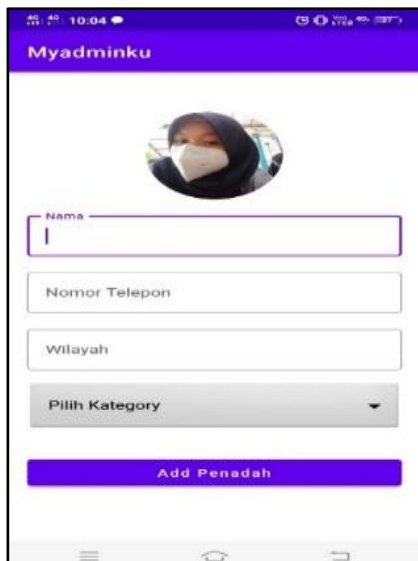 10:04
Myadminku
Nama
Nomor Telepon
Wilayah
Pilih Kategory
Add Penadah